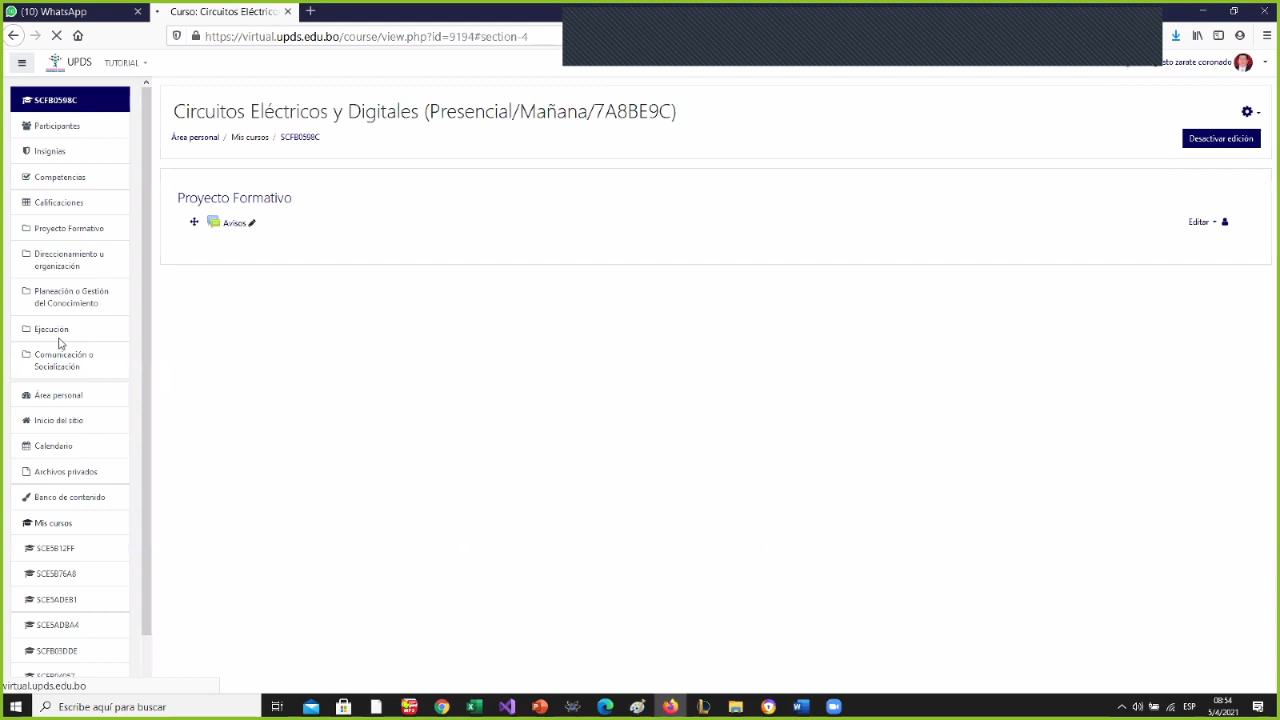 (10) WhatsApp
Curso: Circuitos Eléctricc
https://virtual.upds.edu.bo/course/view.php?id=9194#section-4
UPDS TUTORIAL
sto zarate coronado
SCFB0598C
Participantes
Insignias
Competencias
Calificaciones
Proyecto Formativo
Direccionamiento u
organización
Planeación o Gestión
del Conocimiento
Ejecución
Comunicación o
Socialización
Área personal
Inicio del sitio
Calendario
Archivos privados
Banco de contenido
Mis cursos
SCE5B12FF
SCE5B76A8
SCE5ADEB1
SCE5ADBA4
SCFB03DDE
Circuitos Eléctricos y Digitales (Presencial/Mañana/7A8BE9C)
Área personal / Mis cursos / SCFB0598C
Desactivar edición
Proyecto Formativo
Avisos
Editar
virtual.upds.edu.bo
Escribe aquí para buscar
ESP
08:54
5/4/2021